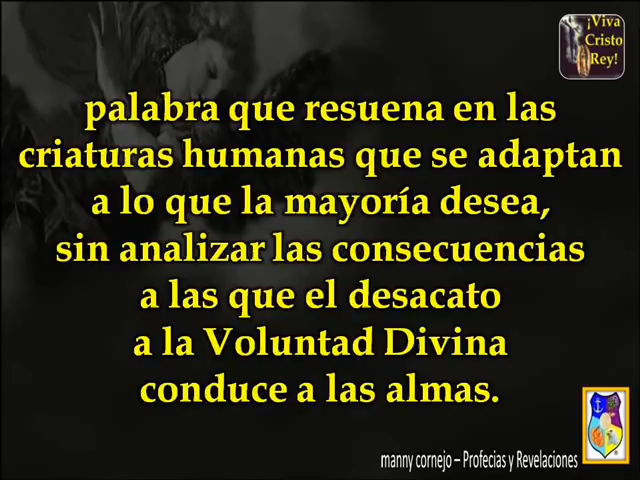 ¡Viva
Cristo
Rey!
palabra que resuena en las
criaturas humanas que se adaptan
a lo que la mayoría desea,
sin analizar las consecuencias
a las que el desacato
a la Voluntad Divina
conduce a las almas.
manny cornejo – Profecias y Revelaciones